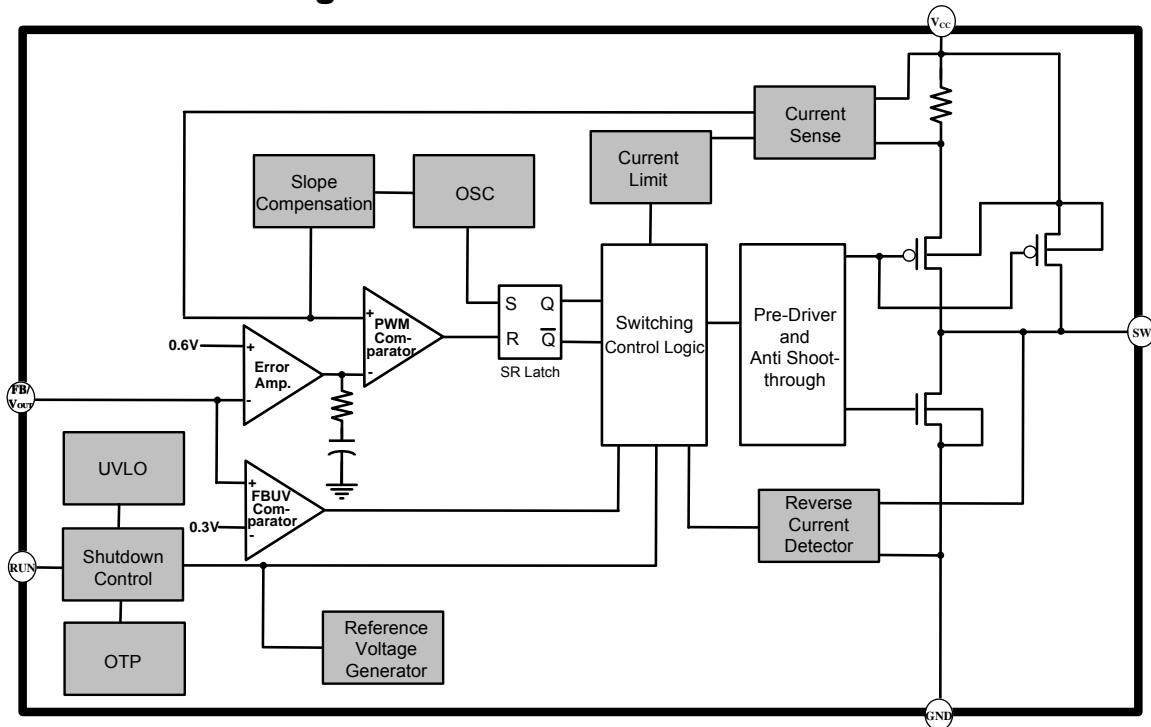 V_CC
Current
Sense
Current
Limit
Slope
Compensation
OSC
+
PWM
Com-
parator
-
S Q
R Q̅
SR Latch
Switching
Control Logic
Pre-Driver
and
Anti Shoot-
through
SW
0.6V
+
Error
Amp.
-
FB/
V_OUT
UVLO
+
FBUV
Com-
parator
0.3V
-
Reverse
Current
Detector
RUN
Shutdown
Control
OTP
Reference
Voltage
Generator
GND